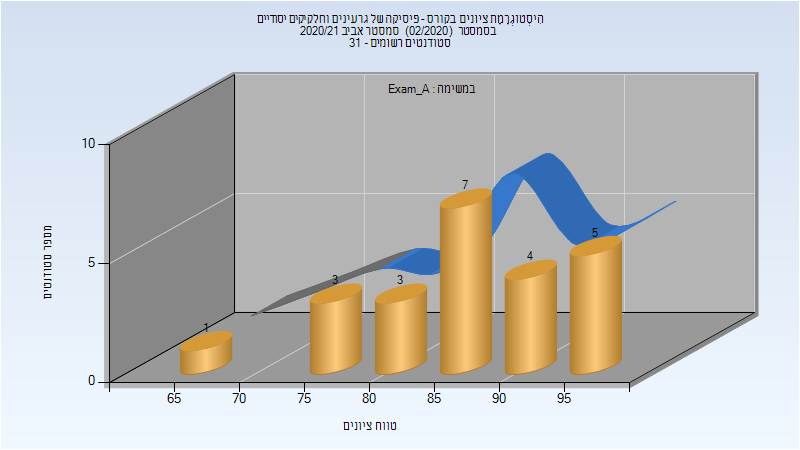 הִיסְטוֹגְרָמַת ציונים בקורס - פיסיקה של גרעינים וחלקיקים יסודיים
בסמסטר (02/2020) סמסטר אביב 2020/21
סטודנטים רשומים - 31
במשימה : Exam_A
מספר סטודנטים
10
5
0
1
3
3
7
4
5
65
70
75
80
85
90
95
טווח ציונים